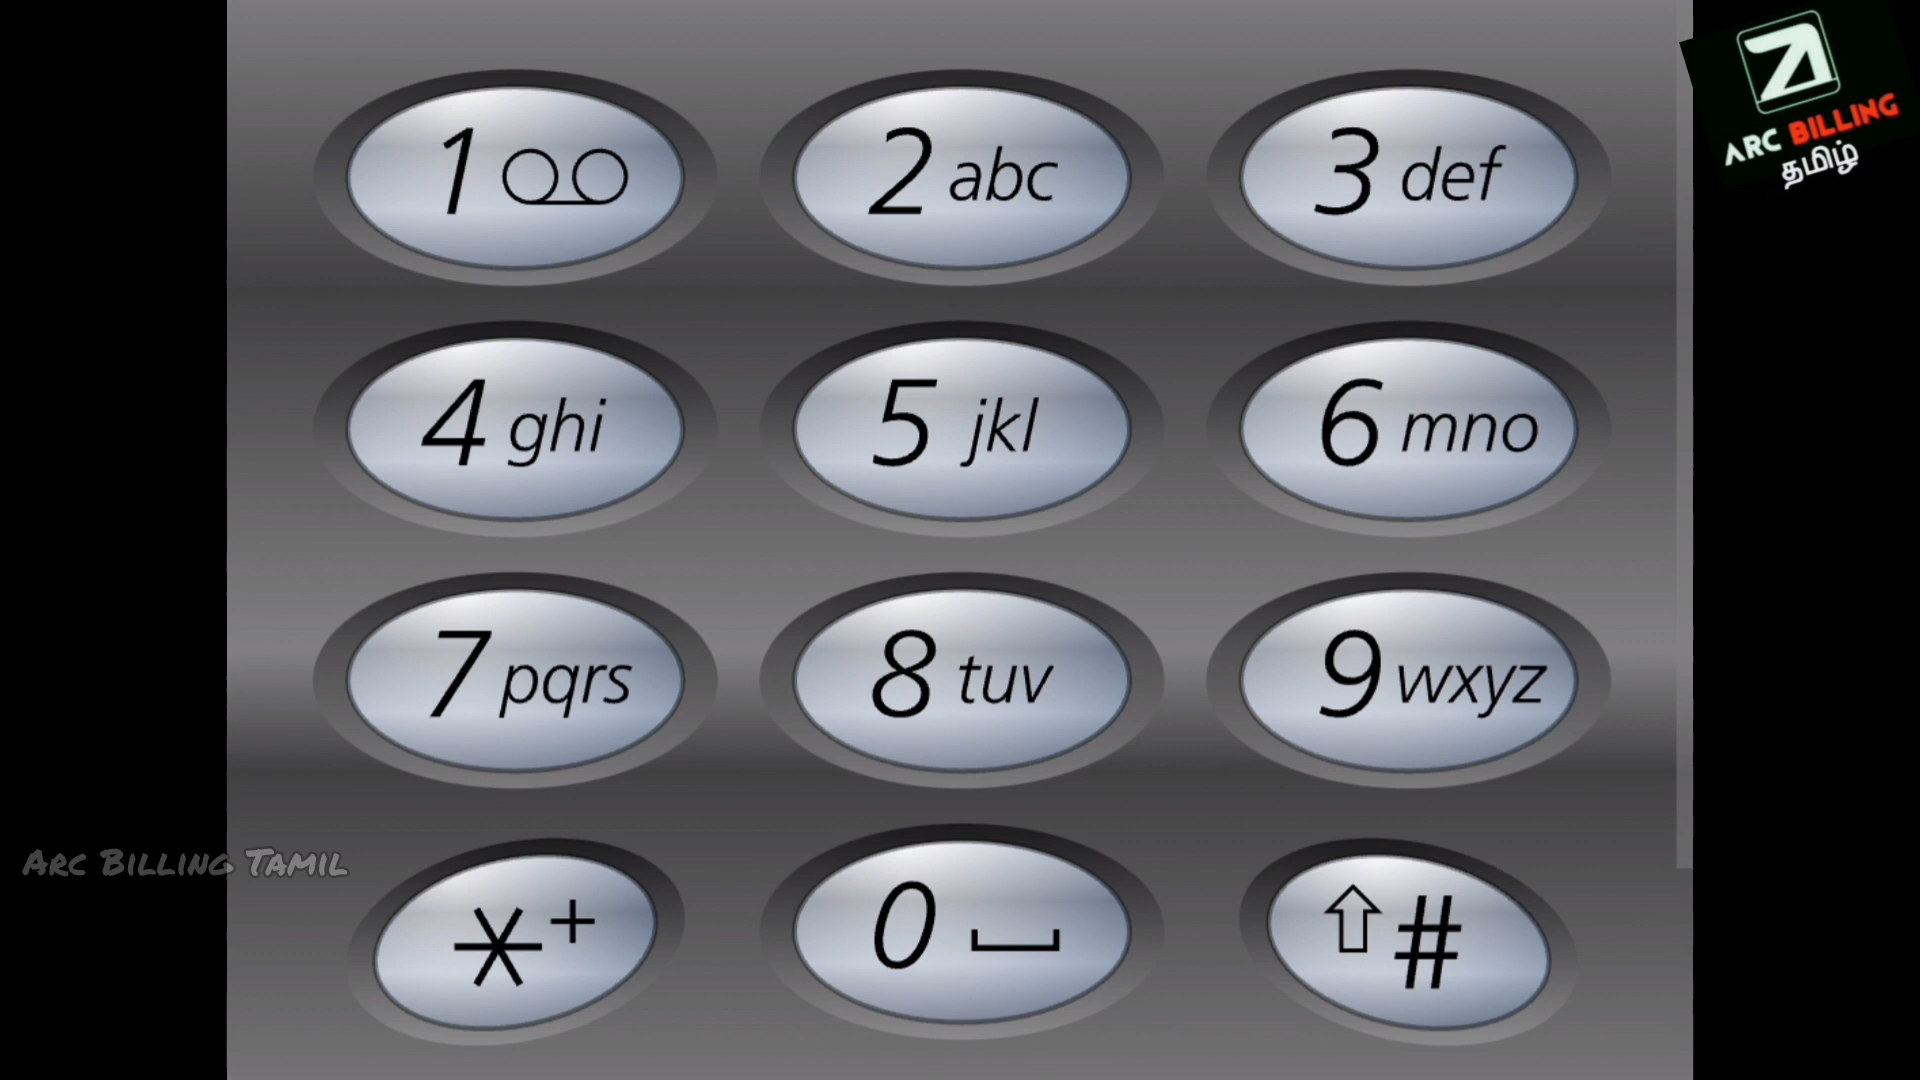 1
2 abc
3 def
4 ghi
5 jkl
6 mno
7 pqrs
8 tuv
9 wxyz
* +
0
#
ARC BILLING
தமிழ்
Arc Billing Tamil